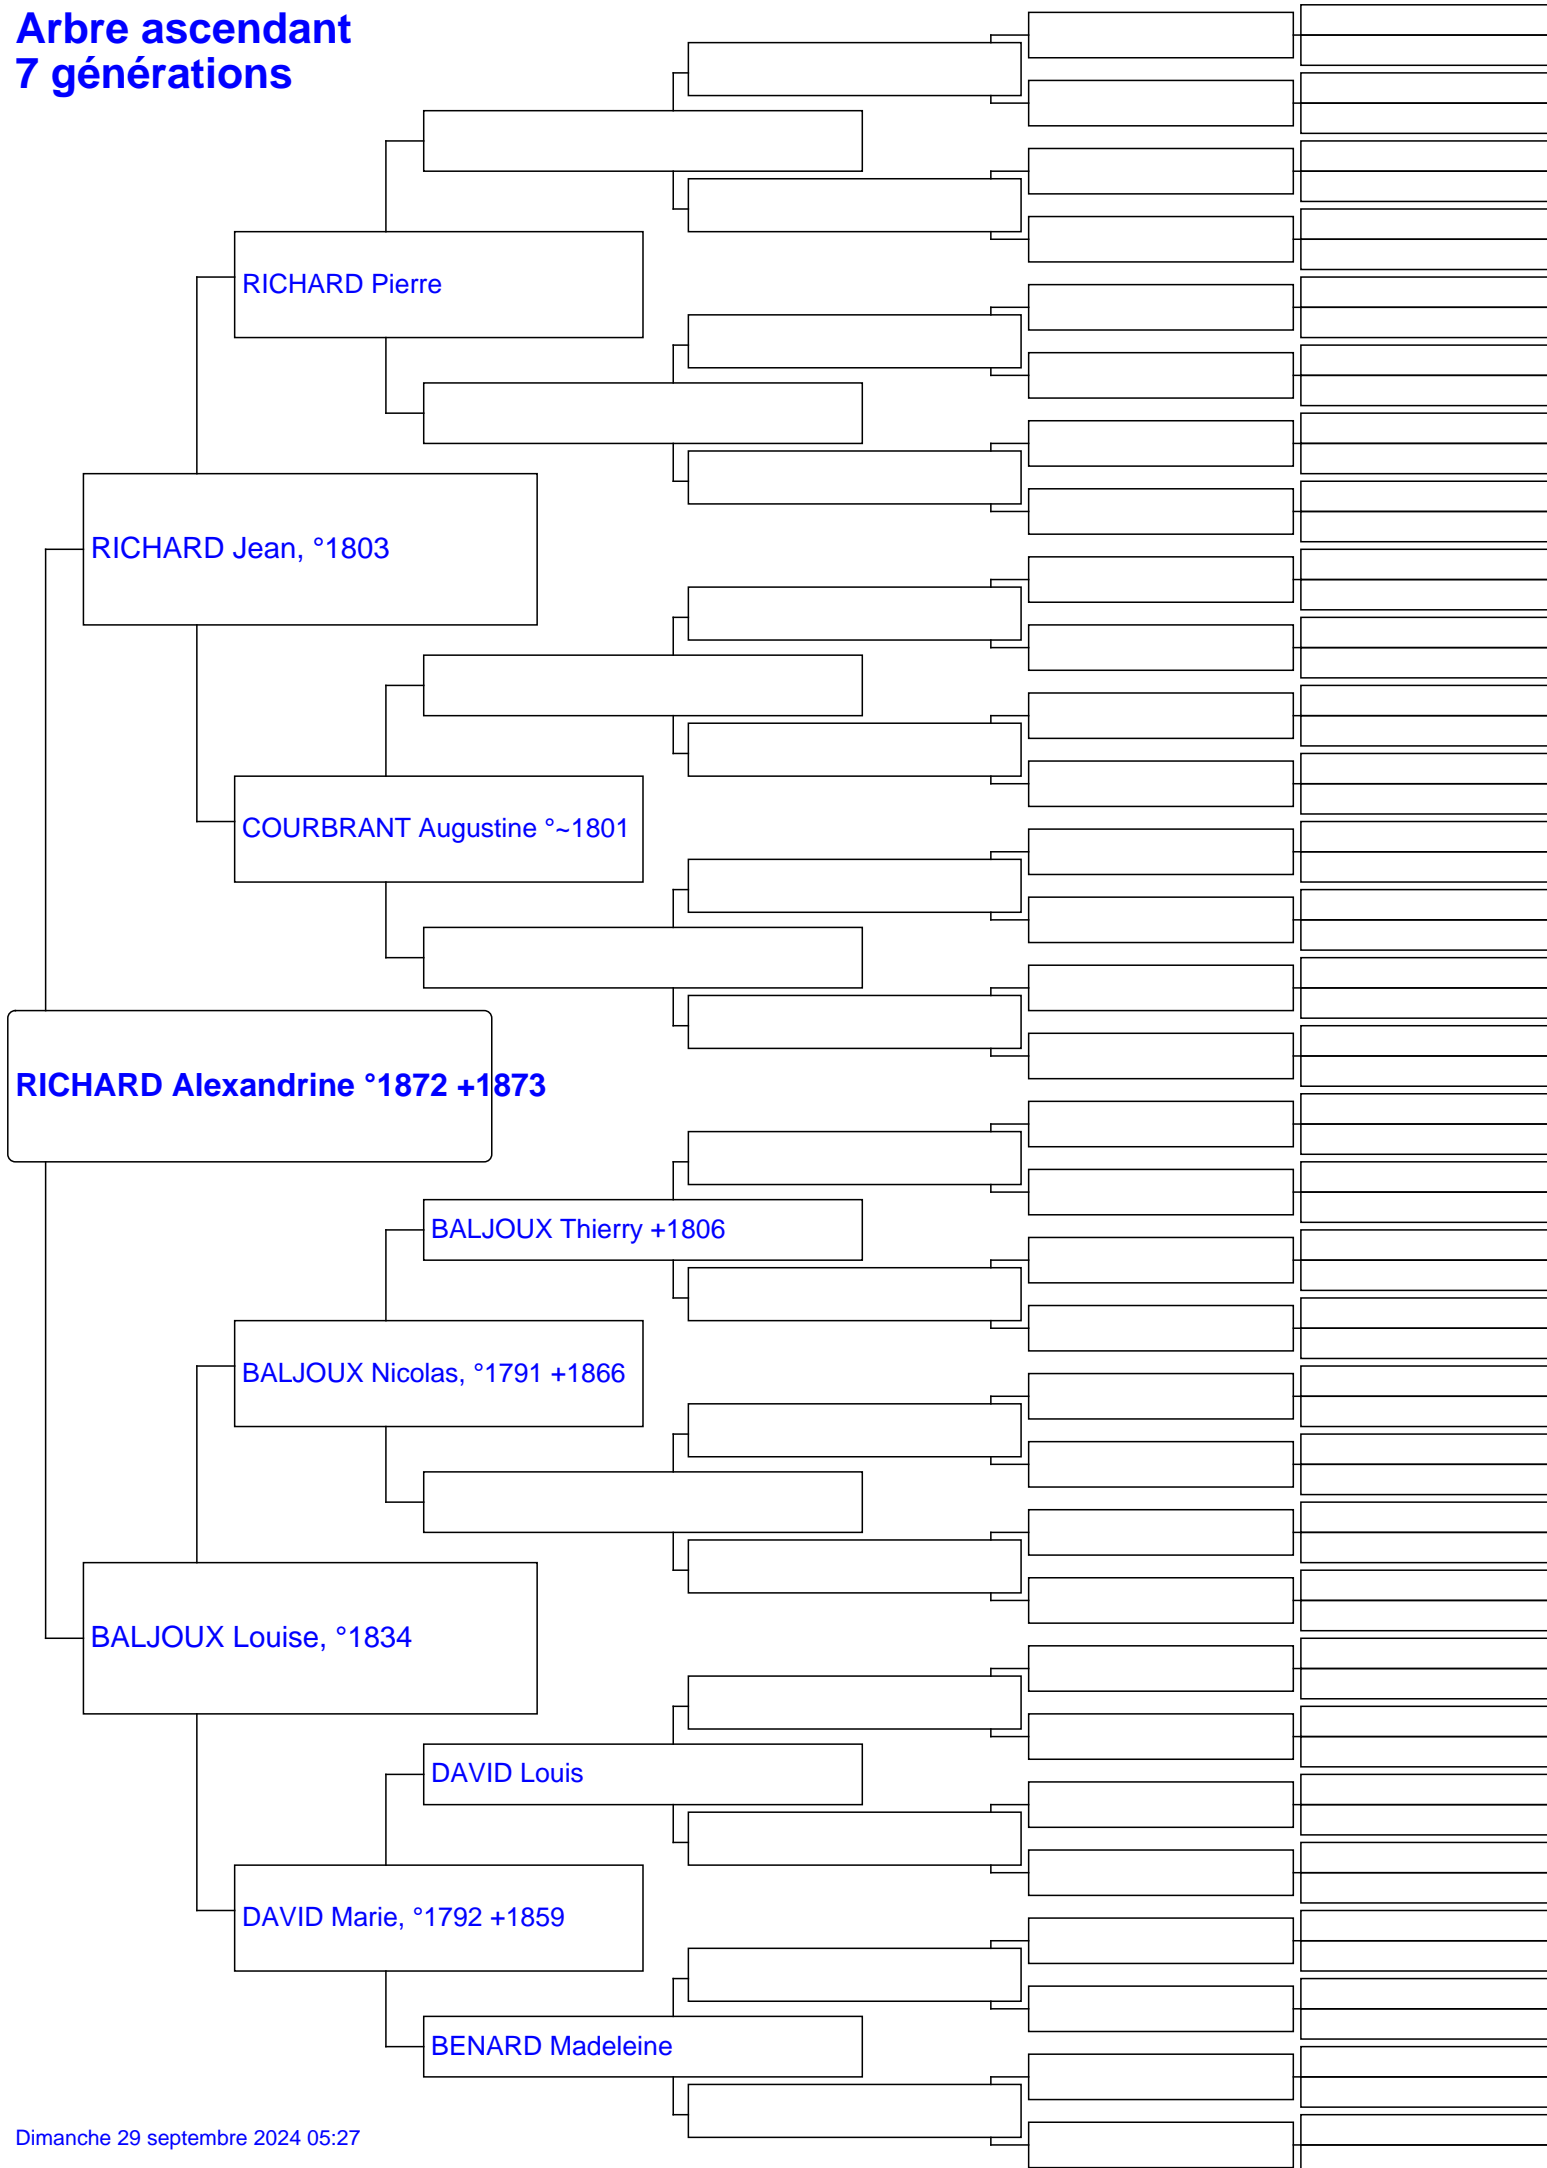 Arbre ascendant
7 générations
RICHARD Pierre
RICHARD Jean, °1803
COURBRANT Augustine °~1801
RICHARD Alexandrine °1872 +1873
BALJOUX Thierry +1806
BALJOUX Nicolas, °1791 +1866
BALJOUX Louise, °1834
DAVID Louis
DAVID Marie, °1792 +1859
BENARD Madeleine
Dimanche 29 septembre 2024 05:27